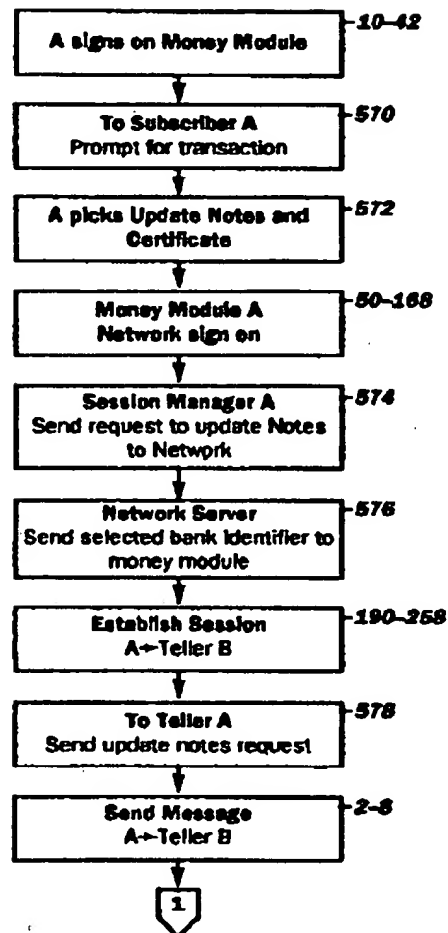 10–42
A signs on Money Module
570
To Subscriber A
Prompt for transaction
572
A picks Update Notes and
Certificate
50–168
Money Module A
Network sign on
574
Session Manager A
Send request to update Notes
to Network
576
Network Server
Send selected bank identifier to
money module
190–258
Establish Session
A↔Teller B
578
To Teller A
Send update notes request
2–8
Send Message
A↔Teller B
1